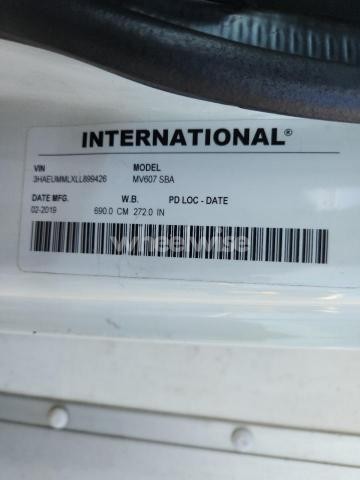 INTERNATIONAL®
VIN MODEL
3HAEUMMLXLL899426 MV607 SBA
DATE MFG. W.B. PD LOC - DATE
02-2019 690.0 CM 272.0 IN
wheelwise